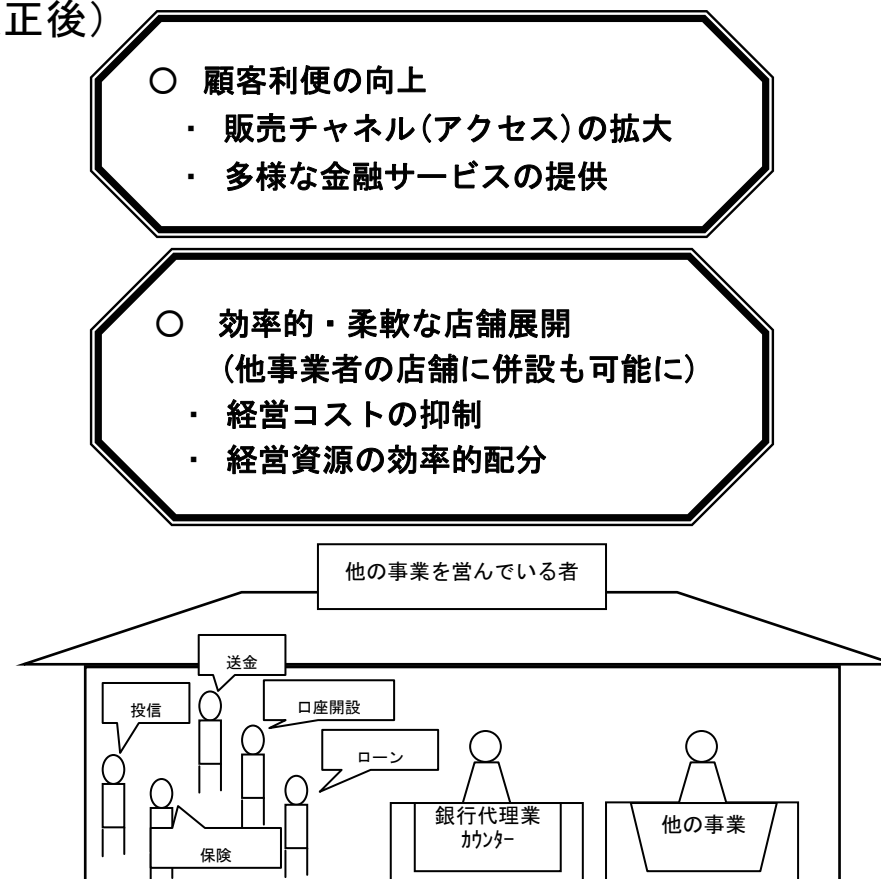 正後）
○ 顧客利便の向上
・ 販売チャネル(アクセス)の拡大
・ 多様な金融サービスの提供
○ 効率的・柔軟な店舗展開
(他事業者の店舗に併設も可能に)
・ 経営コストの抑制
・ 経営資源の効率的配分
他の事業を営んでいる者
送金
投信
口座開設
ローン
保険
銀行代理業
ｶｳﾝﾀｰ
他の事業